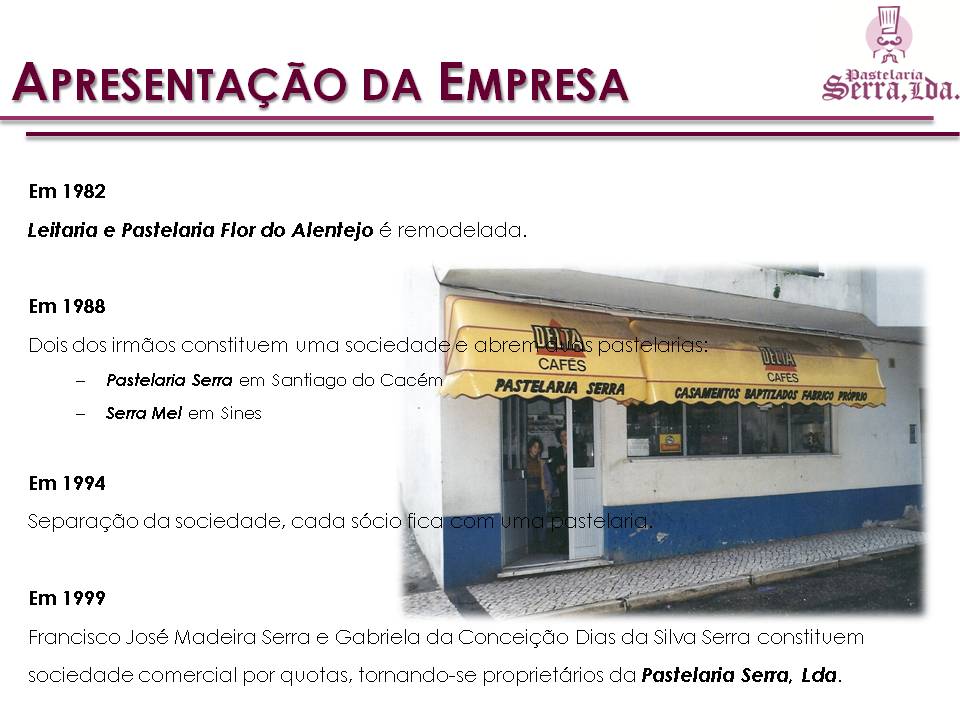 APRESENTAÇÃO DA EMPRESA
Pastelaria
Serra, Lda.
Em 1982
Leitaria e Pastelaria Flor do Alentejo é remodelada.
Em 1988
Dois dos irmãos constituem uma sociedade e abrem duas pastelarias:
– Pastelaria Serra em Santiago do Cacém
– Serra Mel em Sines
DELTA
CAFÉS
PASTELARIA SERRA
DELTA
CAFÉS
CASAMENTOS BAPTIZADOS FABRICO PRÓPRIO
Em 1994
Separação da sociedade, cada sócio fica com uma pastelaria.
Em 1999
Francisco José Madeira Serra e Gabriela da Conceição Dias da Silva Serra constituem
sociedade comercial por quotas, tornando-se proprietários da Pastelaria Serra, Lda.